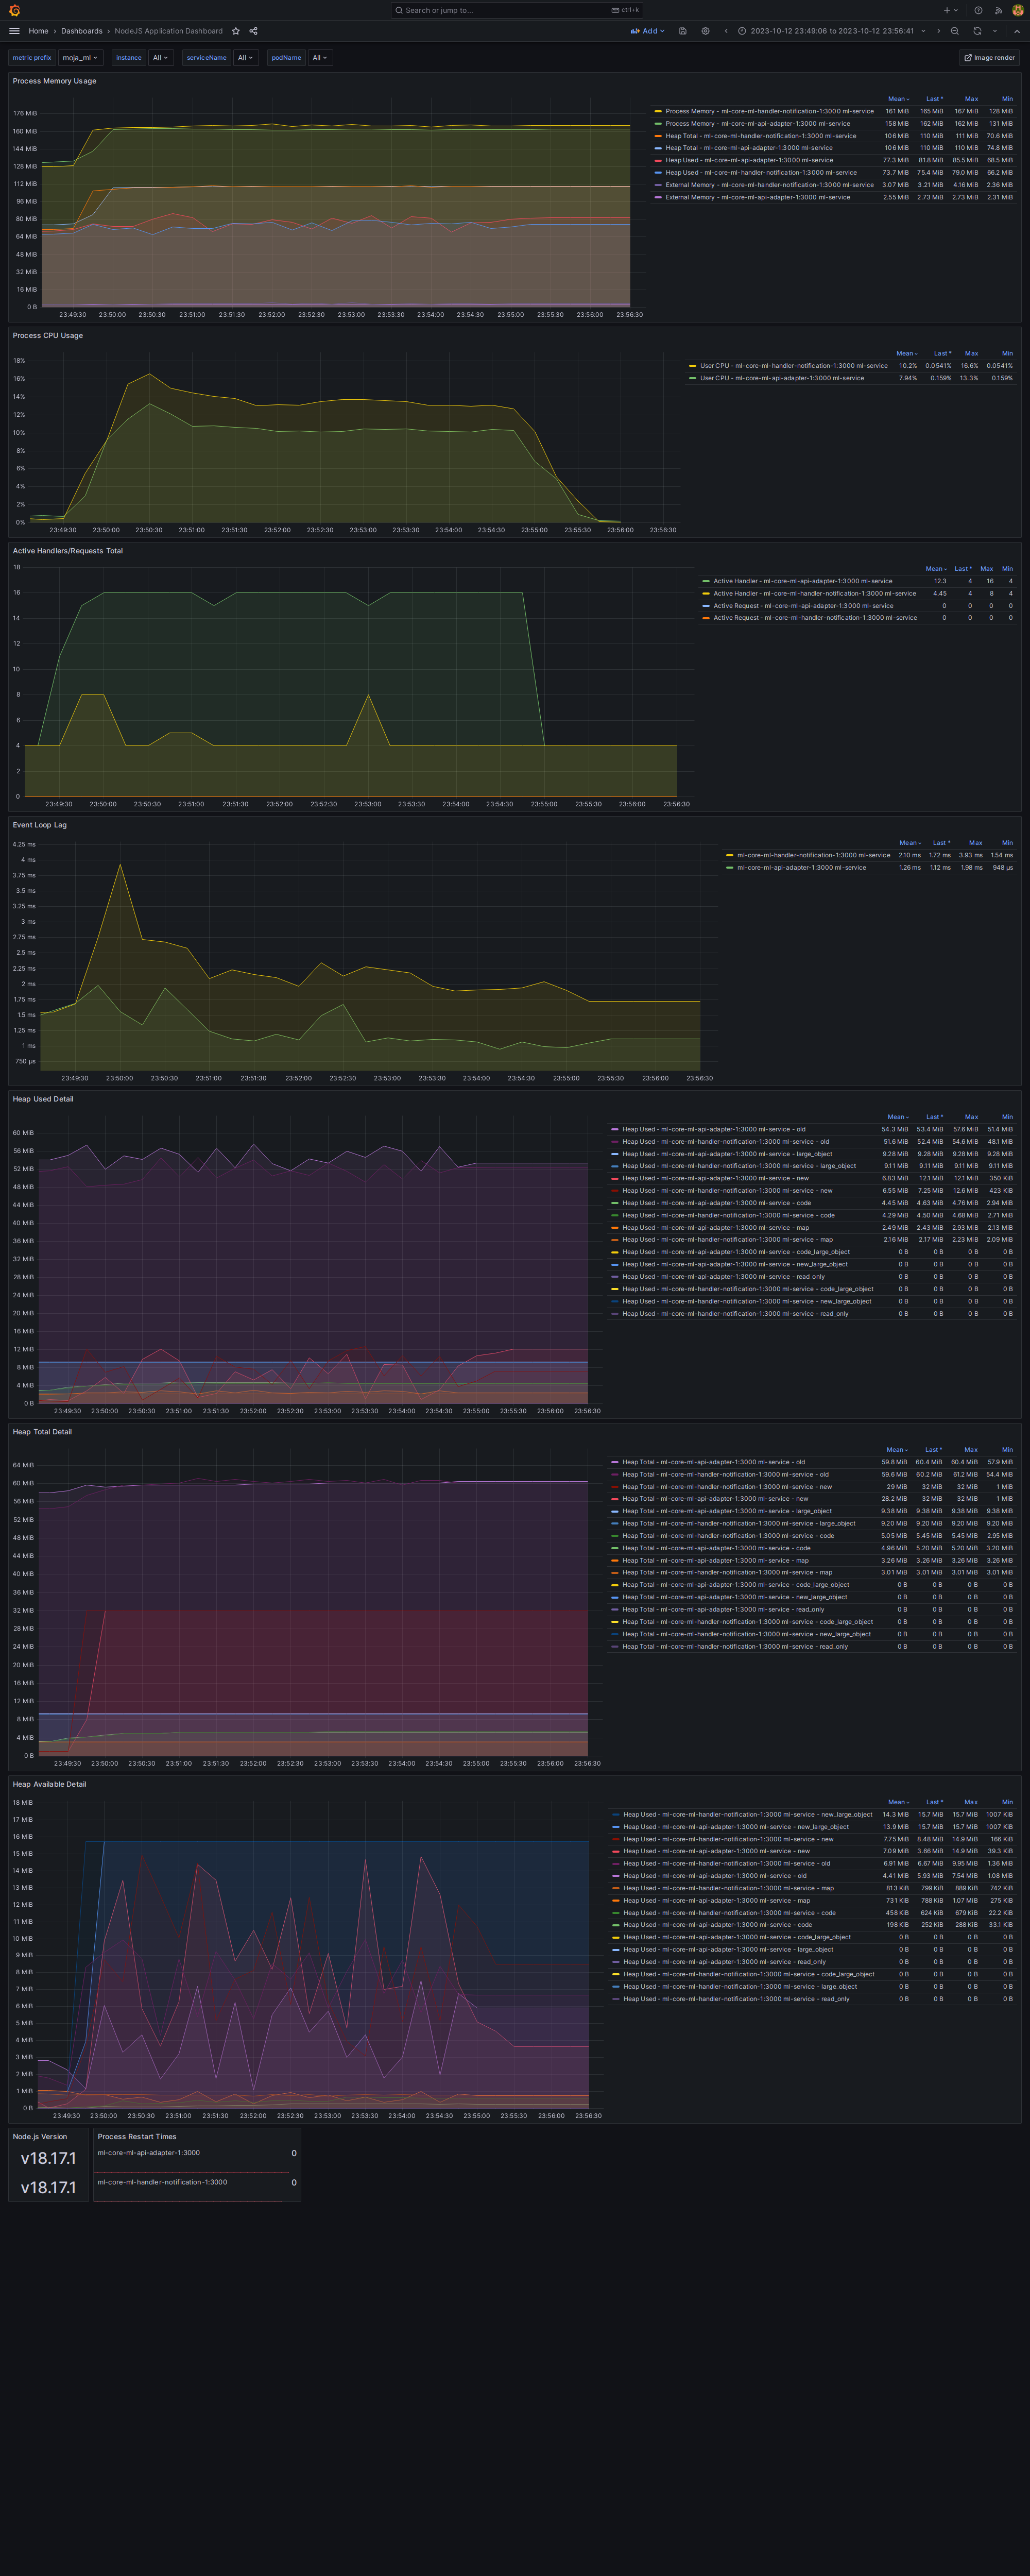 Search or jump to...
ctrl+k
Home › Dashboards › NodeJS Application Dashboard
Add
2023-10-12 23:49:06 to 2023-10-12 23:56:41
metric prefix moja_ml instance All serviceName All podName All Image render
Process Memory Usage
176 MiB
160 MiB
144 MiB
128 MiB
112 MiB
96 MiB
80 MiB
64 MiB
48 MiB
32 MiB
16 MiB
0 B
23:49:30 23:50:00 23:50:30 23:51:00 23:51:30 23:52:00 23:52:30 23:53:00 23:53:30 23:54:00 23:54:30 23:55:00 23:55:30 23:56:00 23:56:30
Mean Last * Max Min
Process Memory - ml-core-ml-handler-notification-1:3000 ml-service 161 MiB 165 MiB 167 MiB 128 MiB
Process Memory - ml-core-ml-api-adapter-1:3000 ml-service 158 MiB 162 MiB 162 MiB 131 MiB
Heap Total - ml-core-ml-handler-notification-1:3000 ml-service 106 MiB 110 MiB 111 MiB 70.6 MiB
Heap Total - ml-core-ml-api-adapter-1:3000 ml-service 106 MiB 110 MiB 110 MiB 74.8 MiB
Heap Used - ml-core-ml-api-adapter-1:3000 ml-service 77.3 MiB 81.8 MiB 85.5 MiB 68.5 MiB
Heap Used - ml-core-ml-handler-notification-1:3000 ml-service 73.7 MiB 75.4 MiB 79.0 MiB 66.2 MiB
External Memory - ml-core-ml-handler-notification-1:3000 ml-service 3.07 MiB 3.21 MiB 4.16 MiB 2.36 MiB
External Memory - ml-core-ml-api-adapter-1:3000 ml-service 2.55 MiB 2.73 MiB 2.73 MiB 2.31 MiB
Process CPU Usage
18%
16%
14%
12%
10%
8%
6%
4%
2%
0%
23:49:30 23:50:00 23:50:30 23:51:00 23:51:30 23:52:00 23:52:30 23:53:00 23:53:30 23:54:00 23:54:30 23:55:00 23:55:30 23:56:00 23:56:30
Mean Last * Max Min
User CPU - ml-core-ml-handler-notification-1:3000 ml-service 10.2% 0.0541% 16.6% 0.0541%
User CPU - ml-core-ml-api-adapter-1:3000 ml-service 7.94% 0.159% 13.3% 0.159%
Active Handlers/Requests Total
18
16
14
12
10
8
6
4
2
0
23:49:30 23:50:00 23:50:30 23:51:00 23:51:30 23:52:00 23:52:30 23:53:00 23:53:30 23:54:00 23:54:30 23:55:00 23:55:30 23:56:00 23:56:30
Mean Last * Max Min
Active Handler - ml-core-ml-api-adapter-1:3000 ml-service 12.3 4 16 4
Active Handler - ml-core-ml-handler-notification-1:3000 ml-service 4.45 4 8 4
Active Request - ml-core-ml-api-adapter-1:3000 ml-service 0 0 0 0
Active Request - ml-core-ml-handler-notification-1:3000 ml-service 0 0 0 0
Event Loop Lag
4.25 ms
4 ms
3.75 ms
3.5 ms
3.25 ms
3 ms
2.75 ms
2.5 ms
2.25 ms
2 ms
1.75 ms
1.5 ms
1.25 ms
1 ms
750 µs
23:49:30 23:50:00 23:50:30 23:51:00 23:51:30 23:52:00 23:52:30 23:53:00 23:53:30 23:54:00 23:54:30 23:55:00 23:55:30 23:56:00 23:56:30
Mean Last * Max Min
ml-core-ml-handler-notification-1:3000 ml-service 2.10 ms 1.72 ms 3.93 ms 1.54 ms
ml-core-ml-api-adapter-1:3000 ml-service 1.26 ms 1.12 ms 1.98 ms 948 µs
Heap Used Detail
60 MiB
56 MiB
52 MiB
48 MiB
44 MiB
40 MiB
36 MiB
32 MiB
28 MiB
24 MiB
20 MiB
16 MiB
12 MiB
8 MiB
4 MiB
0 B
23:49:30 23:50:00 23:50:30 23:51:00 23:51:30 23:52:00 23:52:30 23:53:00 23:53:30 23:54:00 23:54:30 23:55:00 23:55:30 23:56:00 23:56:30
Mean Last * Max Min
Heap Used - ml-core-ml-api-adapter-1:3000 ml-service - old 54.3 MiB 53.4 MiB 57.6 MiB 51.4 MiB
Heap Used - ml-core-ml-handler-notification-1:3000 ml-service - old 51.6 MiB 52.4 MiB 54.6 MiB 48.1 MiB
Heap Used - ml-core-ml-api-adapter-1:3000 ml-service - large_object 9.28 MiB 9.28 MiB 9.28 MiB 9.28 MiB
Heap Used - ml-core-ml-handler-notification-1:3000 ml-service - large_object 9.11 MiB 9.11 MiB 9.11 MiB 9.11 MiB
Heap Used - ml-core-ml-api-adapter-1:3000 ml-service - new 6.83 MiB 12.1 MiB 12.1 MiB 350 KiB
Heap Used - ml-core-ml-handler-notification-1:3000 ml-service - new 6.55 MiB 7.25 MiB 12.6 MiB 423 KiB
Heap Used - ml-core-ml-api-adapter-1:3000 ml-service - code 4.45 MiB 4.63 MiB 4.76 MiB 2.94 MiB
Heap Used - ml-core-ml-handler-notification-1:3000 ml-service - code 4.29 MiB 4.50 MiB 4.68 MiB 2.71 MiB
Heap Used - ml-core-ml-api-adapter-1:3000 ml-service - map 2.49 MiB 2.43 MiB 2.93 MiB 2.13 MiB
Heap Used - ml-core-ml-handler-notification-1:3000 ml-service - map 2.16 MiB 2.17 MiB 2.23 MiB 2.09 MiB
Heap Used - ml-core-ml-api-adapter-1:3000 ml-service - code_large_object 0 B 0 B 0 B 0 B
Heap Used - ml-core-ml-api-adapter-1:3000 ml-service - new_large_object 0 B 0 B 0 B 0 B
Heap Used - ml-core-ml-api-adapter-1:3000 ml-service - read_only 0 B 0 B 0 B 0 B
Heap Used - ml-core-ml-handler-notification-1:3000 ml-service - code_large_object 0 B 0 B 0 B 0 B
Heap Used - ml-core-ml-handler-notification-1:3000 ml-service - new_large_object 0 B 0 B 0 B 0 B
Heap Used - ml-core-ml-handler-notification-1:3000 ml-service - read_only 0 B 0 B 0 B 0 B
Heap Total Detail
64 MiB
60 MiB
56 MiB
52 MiB
48 MiB
44 MiB
40 MiB
36 MiB
32 MiB
28 MiB
24 MiB
20 MiB
16 MiB
12 MiB
8 MiB
4 MiB
0 B
23:49:30 23:50:00 23:50:30 23:51:00 23:51:30 23:52:00 23:52:30 23:53:00 23:53:30 23:54:00 23:54:30 23:55:00 23:55:30 23:56:00 23:56:30
Mean Last * Max Min
Heap Total - ml-core-ml-api-adapter-1:3000 ml-service - old 59.8 MiB 60.4 MiB 60.4 MiB 57.9 MiB
Heap Total - ml-core-ml-handler-notification-1:3000 ml-service - old 59.6 MiB 60.2 MiB 61.2 MiB 54.4 MiB
Heap Total - ml-core-ml-handler-notification-1:3000 ml-service - new 29 MiB 32 MiB 32 MiB 1 MiB
Heap Total - ml-core-ml-api-adapter-1:3000 ml-service - new 28.2 MiB 32 MiB 32 MiB 1 MiB
Heap Total - ml-core-ml-api-adapter-1:3000 ml-service - large_object 9.38 MiB 9.38 MiB 9.38 MiB 9.38 MiB
Heap Total - ml-core-ml-handler-notification-1:3000 ml-service - large_object 9.20 MiB 9.20 MiB 9.20 MiB 9.20 MiB
Heap Total - ml-core-ml-handler-notification-1:3000 ml-service - code 5.05 MiB 5.45 MiB 5.45 MiB 2.95 MiB
Heap Total - ml-core-ml-api-adapter-1:3000 ml-service - code 4.96 MiB 5.20 MiB 5.20 MiB 3.20 MiB
Heap Total - ml-core-ml-api-adapter-1:3000 ml-service - map 3.26 MiB 3.26 MiB 3.26 MiB 3.26 MiB
Heap Total - ml-core-ml-handler-notification-1:3000 ml-service - map 3.01 MiB 3.01 MiB 3.01 MiB 3.01 MiB
Heap Total - ml-core-ml-api-adapter-1:3000 ml-service - code_large_object 0 B 0 B 0 B 0 B
Heap Total - ml-core-ml-api-adapter-1:3000 ml-service - new_large_object 0 B 0 B 0 B 0 B
Heap Total - ml-core-ml-api-adapter-1:3000 ml-service - read_only 0 B 0 B 0 B 0 B
Heap Total - ml-core-ml-handler-notification-1:3000 ml-service - code_large_object 0 B 0 B 0 B 0 B
Heap Total - ml-core-ml-handler-notification-1:3000 ml-service - new_large_object 0 B 0 B 0 B 0 B
Heap Total - ml-core-ml-handler-notification-1:3000 ml-service - read_only 0 B 0 B 0 B 0 B
Heap Available Detail
18 MiB
17 MiB
16 MiB
15 MiB
14 MiB
13 MiB
12 MiB
11 MiB
10 MiB
9 MiB
8 MiB
7 MiB
6 MiB
5 MiB
4 MiB
3 MiB
2 MiB
1 MiB
0 B
23:49:30 23:50:00 23:50:30 23:51:00 23:51:30 23:52:00 23:52:30 23:53:00 23:53:30 23:54:00 23:54:30 23:55:00 23:55:30 23:56:00 23:56:30
Mean Last * Max Min
Heap Used - ml-core-ml-handler-notification-1:3000 ml-service - new_large_object 14.3 MiB 15.7 MiB 15.7 MiB 1007 KiB
Heap Used - ml-core-ml-api-adapter-1:3000 ml-service - new_large_object 13.9 MiB 15.7 MiB 15.7 MiB 1007 KiB
Heap Used - ml-core-ml-handler-notification-1:3000 ml-service - new 7.75 MiB 8.48 MiB 14.9 MiB 166 KiB
Heap Used - ml-core-ml-api-adapter-1:3000 ml-service - new 7.09 MiB 3.66 MiB 14.9 MiB 39.3 KiB
Heap Used - ml-core-ml-handler-notification-1:3000 ml-service - old 6.91 MiB 6.67 MiB 9.95 MiB 1.36 MiB
Heap Used - ml-core-ml-api-adapter-1:3000 ml-service - old 4.41 MiB 5.93 MiB 7.54 MiB 1.08 MiB
Heap Used - ml-core-ml-handler-notification-1:3000 ml-service - map 813 KiB 799 KiB 889 KiB 742 KiB
Heap Used - ml-core-ml-api-adapter-1:3000 ml-service - map 731 KiB 788 KiB 1.07 MiB 275 KiB
Heap Used - ml-core-ml-handler-notification-1:3000 ml-service - code 458 KiB 624 KiB 679 KiB 22.2 KiB
Heap Used - ml-core-ml-api-adapter-1:3000 ml-service - code 198 KiB 252 KiB 288 KiB 33.1 KiB
Heap Used - ml-core-ml-api-adapter-1:3000 ml-service - code_large_object 0 B 0 B 0 B 0 B
Heap Used - ml-core-ml-api-adapter-1:3000 ml-service - large_object 0 B 0 B 0 B 0 B
Heap Used - ml-core-ml-api-adapter-1:3000 ml-service - read_only 0 B 0 B 0 B 0 B
Heap Used - ml-core-ml-handler-notification-1:3000 ml-service - code_large_object 0 B 0 B 0 B 0 B
Heap Used - ml-core-ml-handler-notification-1:3000 ml-service - large_object 0 B 0 B 0 B 0 B
Heap Used - ml-core-ml-handler-notification-1:3000 ml-service - read_only 0 B 0 B 0 B 0 B
Node.js Version
v18.17.1
v18.17.1
Process Restart Times
ml-core-ml-api-adapter-1:3000 0
ml-core-ml-handler-notification-1:3000 0